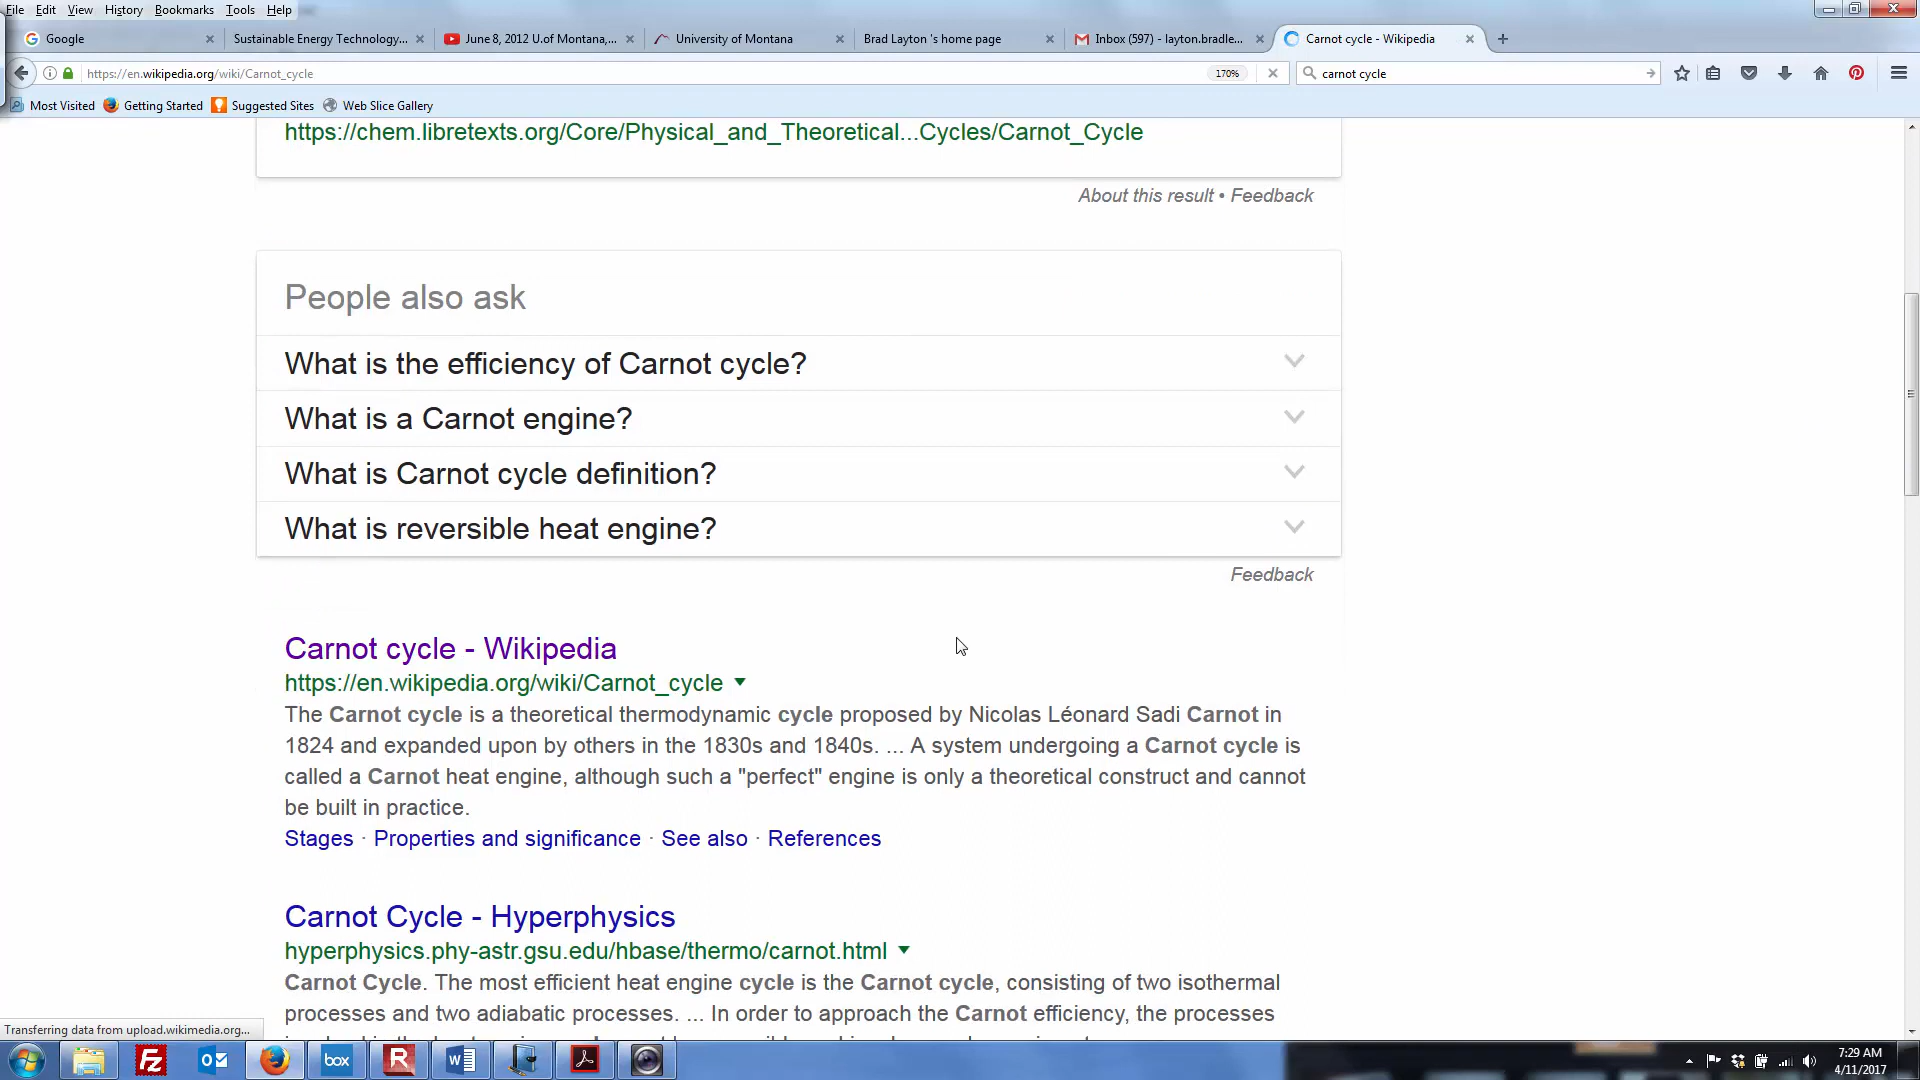 File Edit View History Bookmarks Tools Help
Google
Sustainable Energy Technology...
June 8, 2012 U.of Montana,...
University of Montana
Brad Layton 's home page
Inbox (597) - layton.bradle...
Carnot cycle - Wikipedia
https://en.wikipedia.org/wiki/Carnot_cycle
170%
carnot cycle
Most Visited Getting Started Suggested Sites Web Slice Gallery
https://chem.libretexts.org/Core/Physical_and_Theoretical...Cycles/Carnot_Cycle
About this result • Feedback
People also ask
What is the efficiency of Carnot cycle?
What is a Carnot engine?
What is Carnot cycle definition?
What is reversible heat engine?
Feedback
Carnot cycle - Wikipedia
https://en.wikipedia.org/wiki/Carnot_cycle
The Carnot cycle is a theoretical thermodynamic cycle proposed by Nicolas Léonard Sadi Carnot in
1824 and expanded upon by others in the 1830s and 1840s. ... A system undergoing a Carnot cycle is
called a Carnot heat engine, although such a "perfect" engine is only a theoretical construct and cannot
be built in practice.
Stages · Properties and significance · See also · References
Carnot Cycle - Hyperphysics
hyperphysics.phy-astr.gsu.edu/hbase/thermo/carnot.html
Carnot Cycle. The most efficient heat engine cycle is the Carnot cycle, consisting of two isothermal
processes and two adiabatic processes. ... In order to approach the Carnot efficiency, the processes
Transferring data from upload.wikimedia.org...
box
7:29 AM
4/11/2017